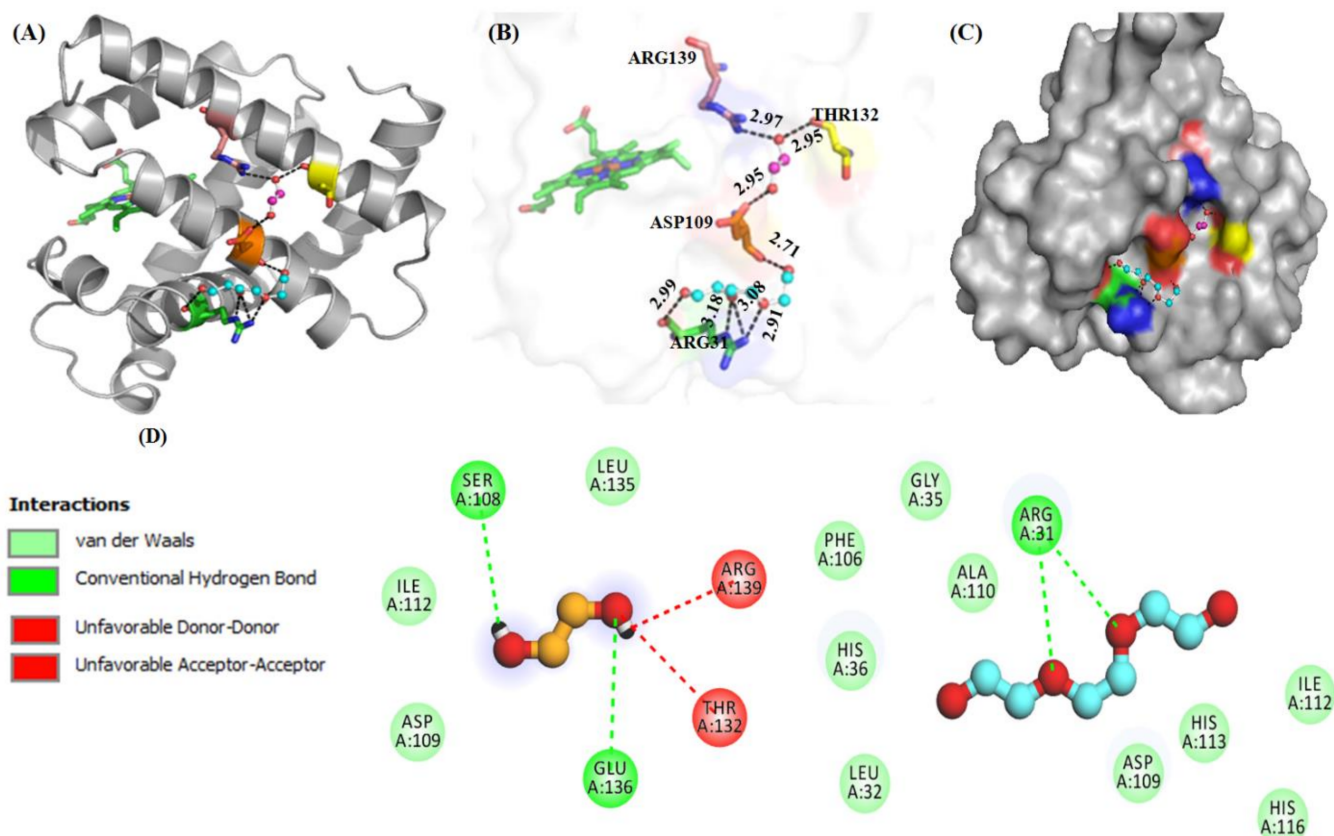 (A)
(B)
(C)
ARG139
THR132
2.97
2.95
2.95
ASP109
2.71
2.99
3.18
3.08
2.91
ARG31
(D)
Interactions
van der Waals
Conventional Hydrogen Bond
Unfavorable Donor-Donor
Unfavorable Acceptor-Acceptor
SER
A:108
LEU
A:135
ILE
A:112
ARG
A:139
ASP
A:109
THR
A:132
GLU
A:136
GLY
A:35
PHE
A:106
ARG
A:31
ALA
A:110
HIS
A:36
LEU
A:32
ILE
A:112
HIS
A:113
ASP
A:109
HIS
A:116